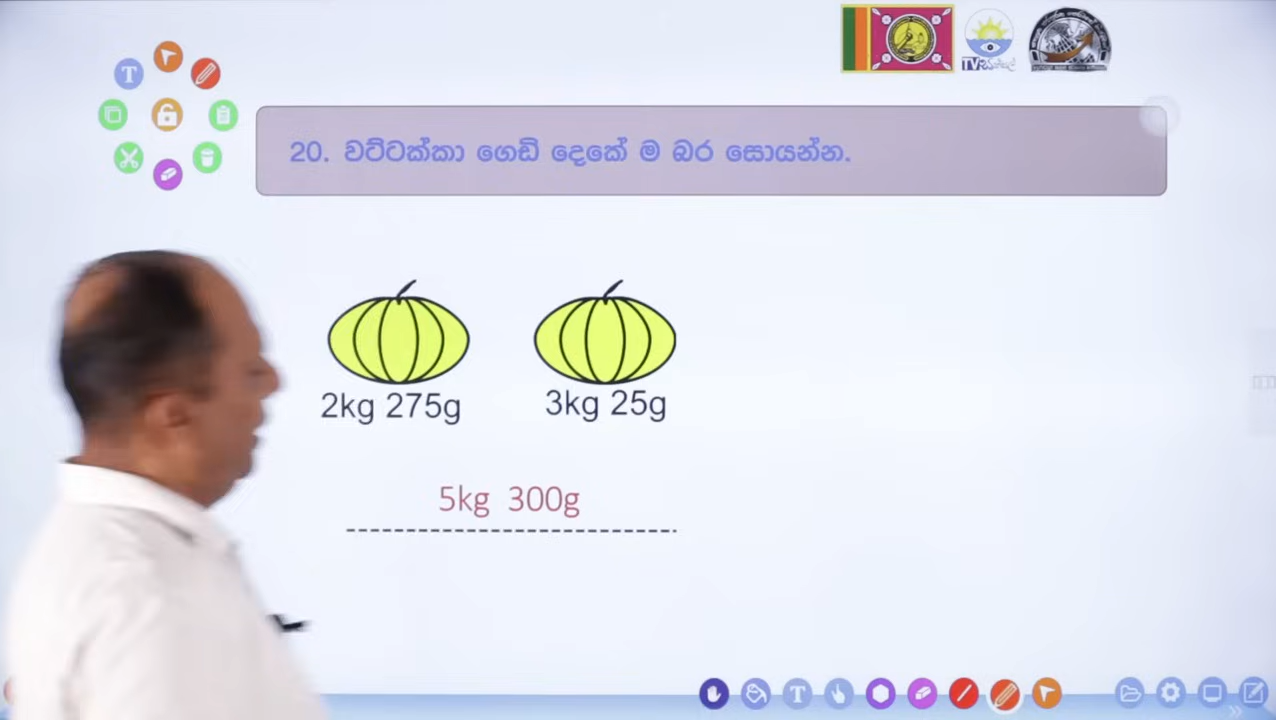 20. වට්ටක්කා ගෙඩි දෙකේ ම බර සොයන්න.
2kg 275g
3kg 25g
5kg 300g